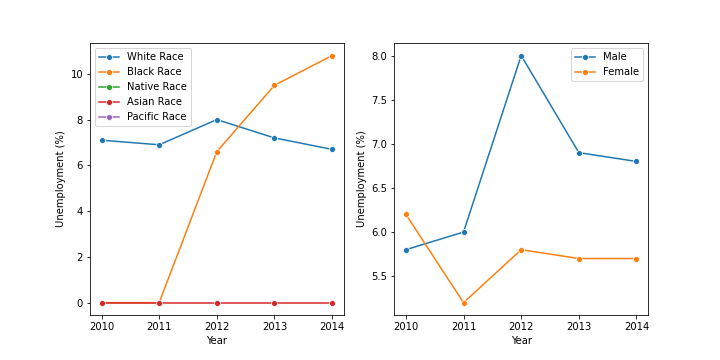 White Race
Black Race
Native Race
Asian Race
Pacific Race
Unemployment (%)
10
8
6
4
2
0
2010 2011 2012 2013 2014
Year
Male
Female
Unemployment (%)
8.0
7.5
7.0
6.5
6.0
5.5
2010 2011 2012 2013 2014
Year